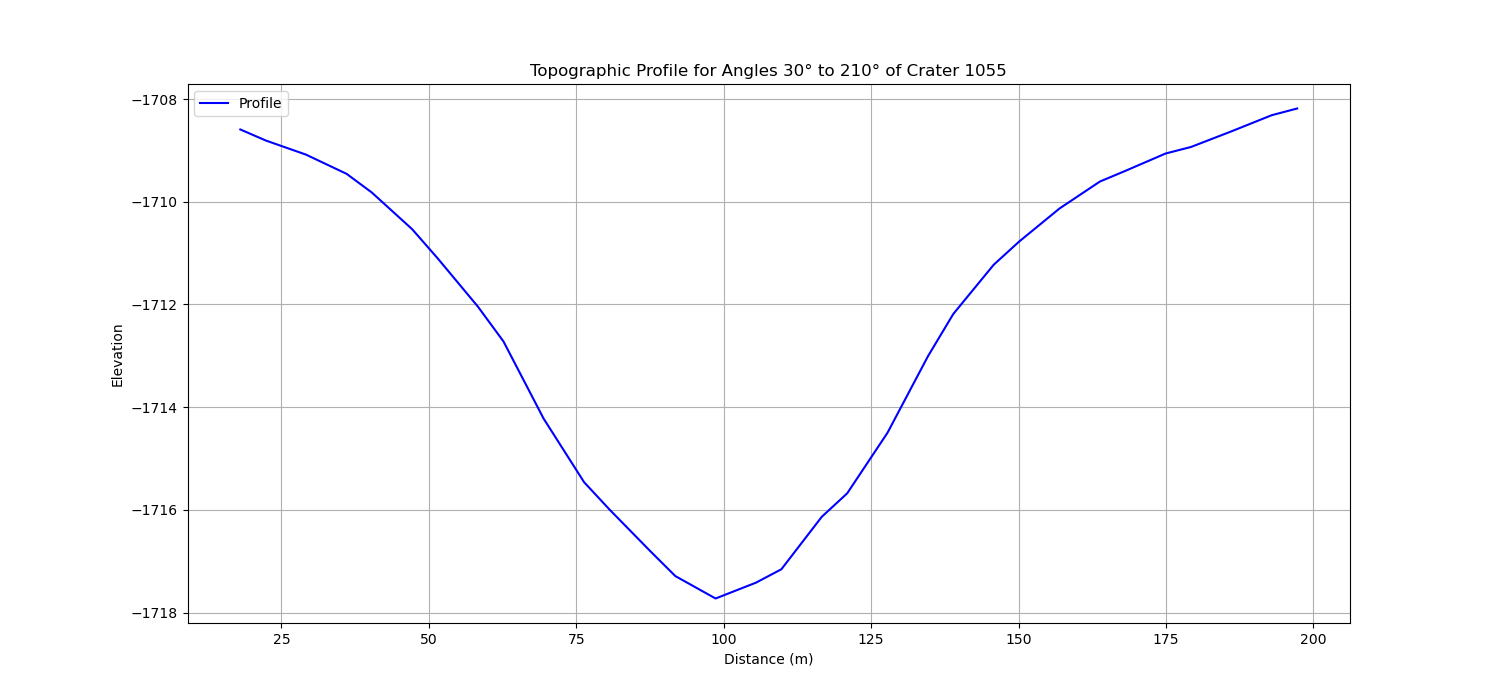 Topographic Profile for Angles 30° to 210° of Crater 1055
Profile
−1708
−1710
−1712
−1714
−1716
−1718
Elevation
25 50 75 100 125 150 175 200
Distance (m)